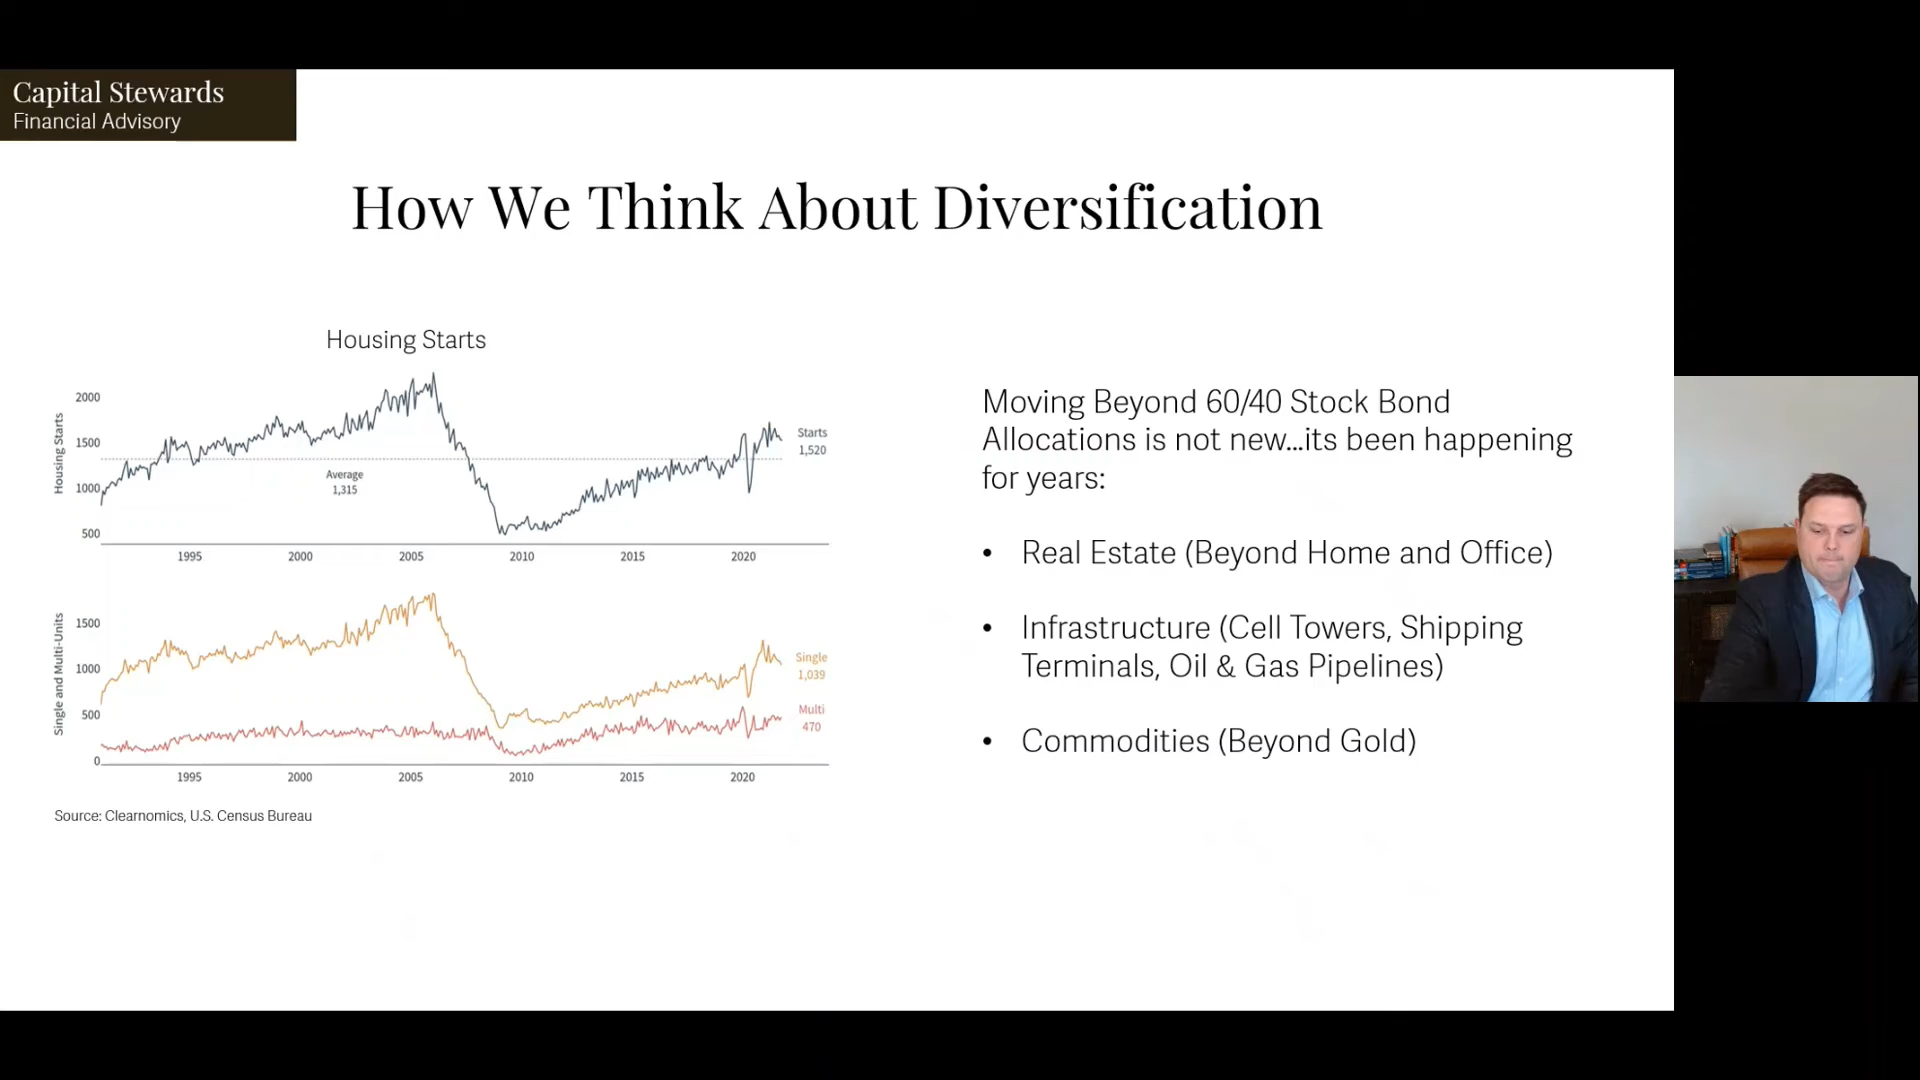 Capital Stewards
Financial Advisory
How We Think About Diversification
Housing Starts
Housing Starts
2000
1500
1000
500
Average
1,315
Starts
1,520
1995
2000
2005
2010
2015
2020
Single and Multi-Units
1500
1000
500
0
Single
1,039
Multi
470
1995
2000
2005
2010
2015
2020
Source: Clearnomics, U.S. Census Bureau
Moving Beyond 60/40 Stock Bond
Allocations is not new...its been happening
for years:
• Real Estate (Beyond Home and Office)
• Infrastructure (Cell Towers, Shipping
Terminals, Oil & Gas Pipelines)
• Commodities (Beyond Gold)